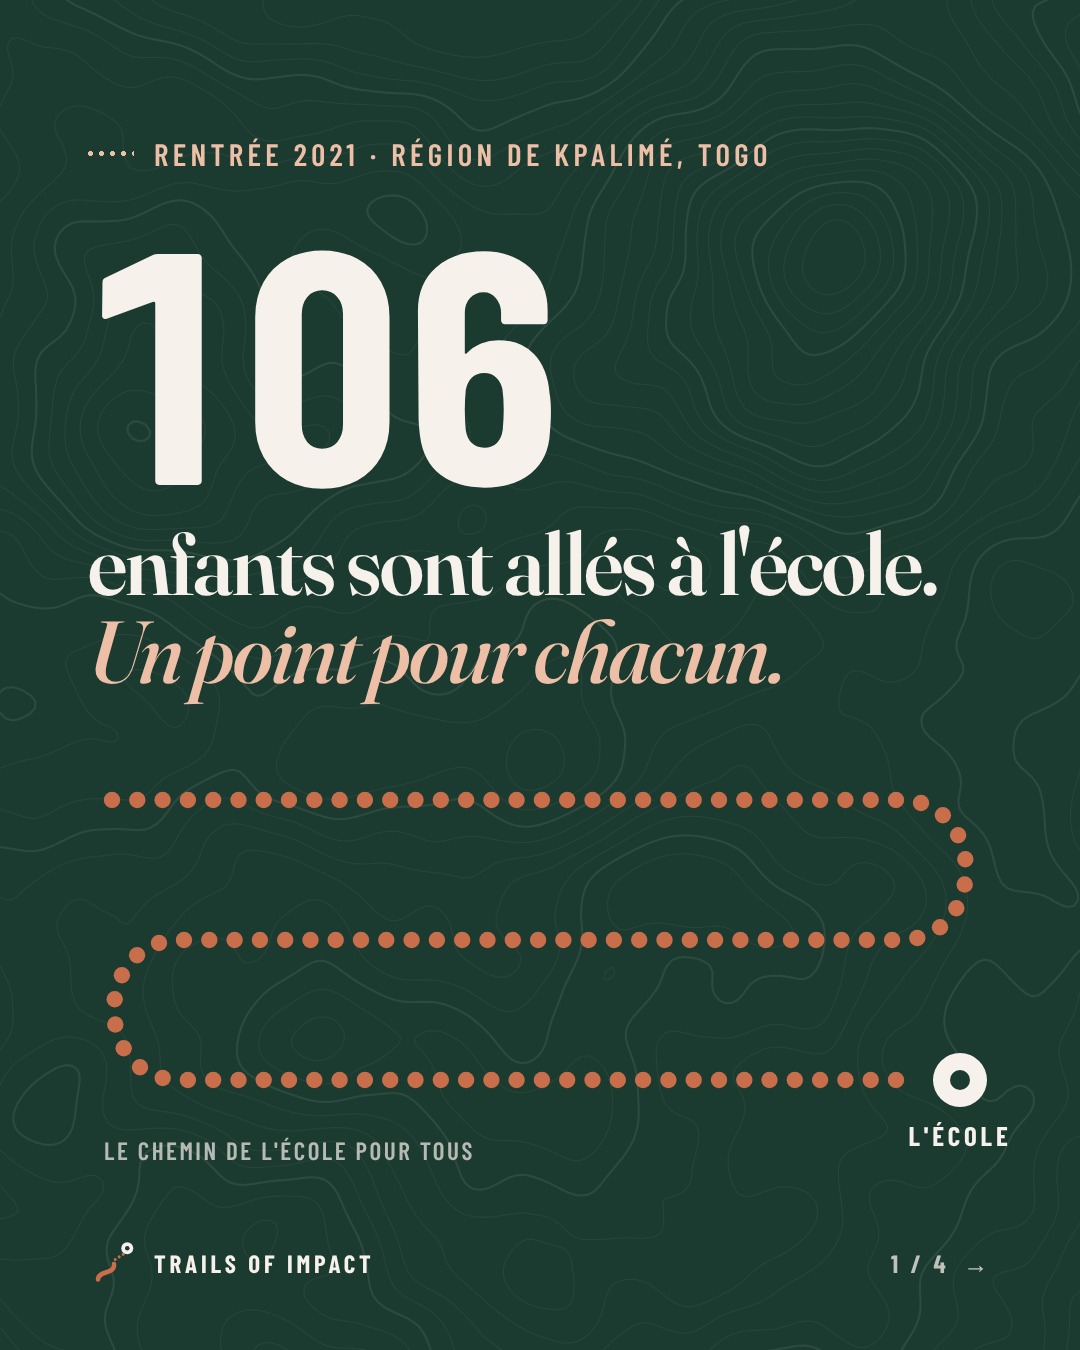 RENTRÉE 2021 · RÉGION DE KPALIMÉ, TOGO
106
enfants sont allés à l'école.
Un point pour chacun.
L'ÉCOLE
LE CHEMIN DE L'ÉCOLE POUR TOUS
TRAILS OF IMPACT
1 / 4 →